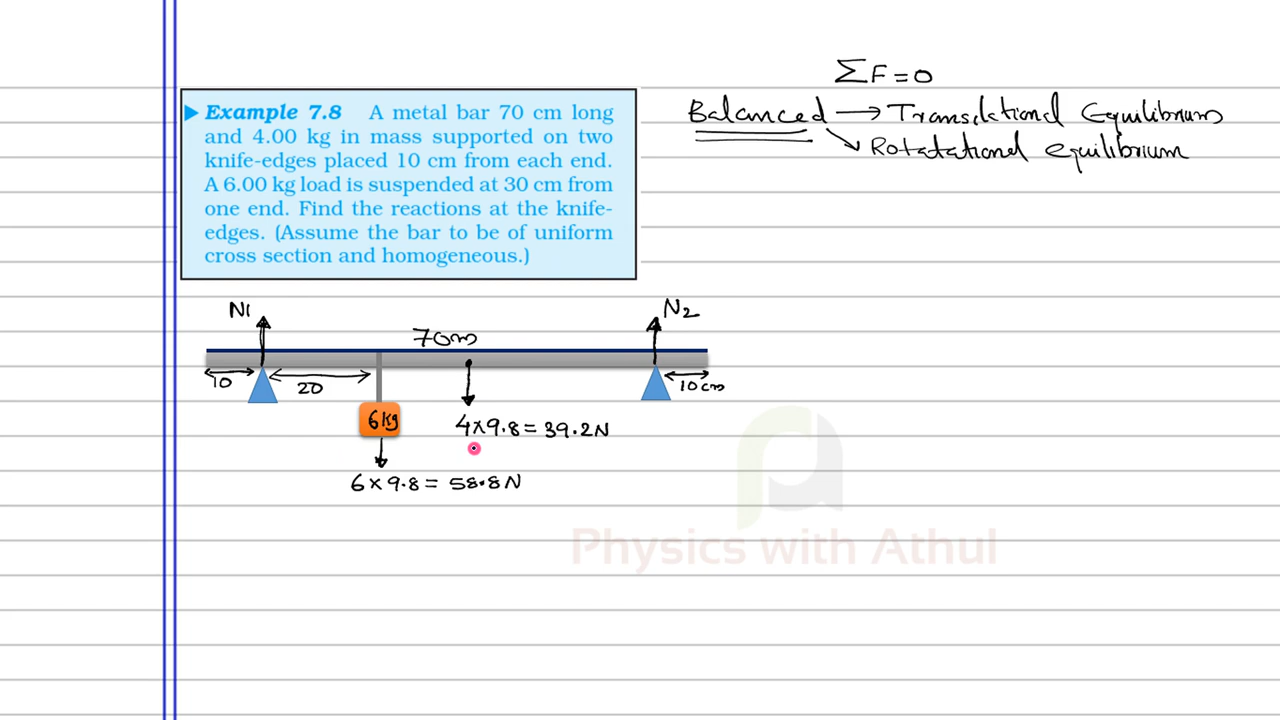 ΣF = 0
Balanced → Translational Equilibrium
↘ Rotatational equilibrium
▶ Example 7.8 A metal bar 70 cm long
and 4.00 kg in mass supported on two
knife-edges placed 10 cm from each end.
A 6.00 kg load is suspended at 30 cm from
one end. Find the reactions at the knife-
edges. (Assume the bar to be of uniform
cross section and homogeneous.)
N1
N2
70cm
10
20
10cm
6kg
4×9.8 = 39.2N
6×9.8 = 58.8N
Physics with Athul